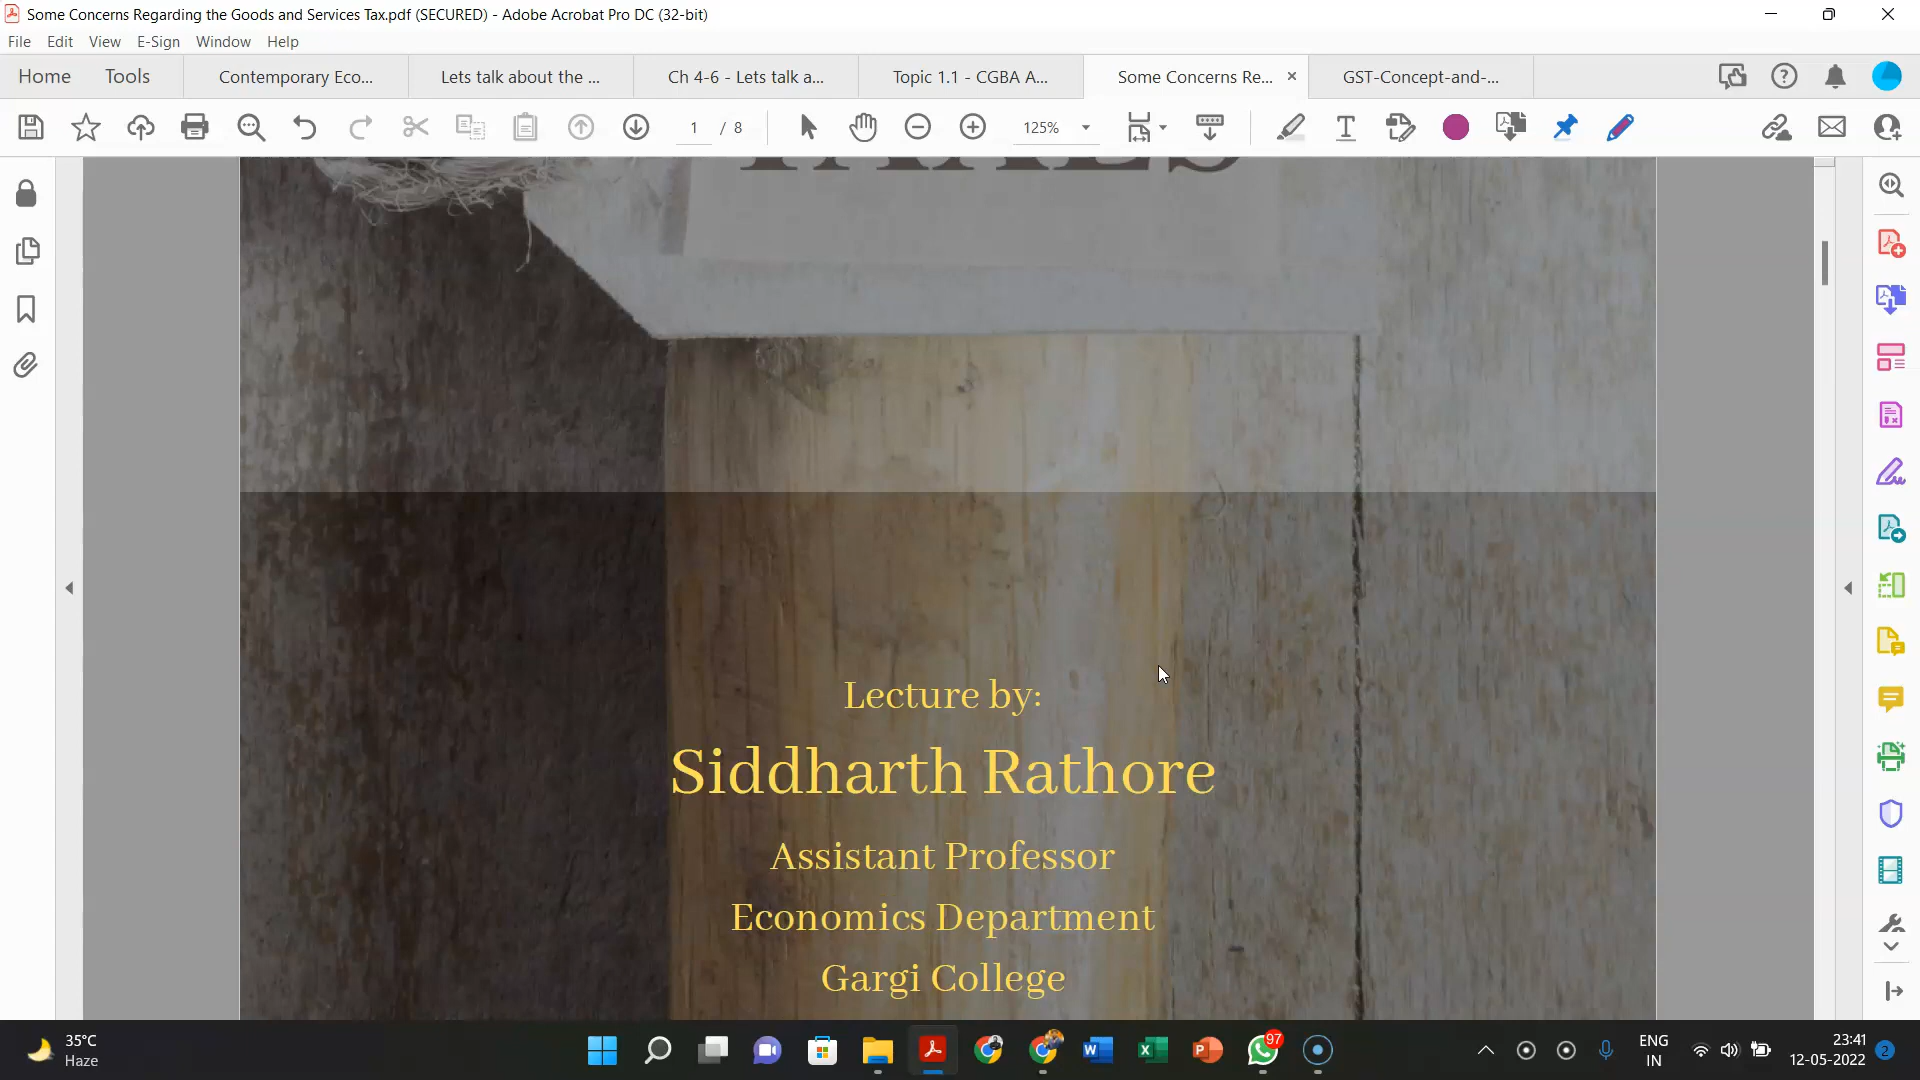 Some Concerns Regarding the Goods and Services Tax.pdf (SECURED) - Adobe Acrobat Pro DC (32-bit)
File Edit View E-Sign Window Help
Home Tools Contemporary Eco... Lets talk about the ... Ch 4-6 - Lets talk a... Topic 1.1 - CGBA A... Some Concerns Re... × GST-Concept-and-...
1 / 8 125%
TAXES
Lecture by:
Siddharth Rathore
Assistant Professor
Economics Department
Gargi College
35°C
Haze
97
ENG
IN
23:41
12-05-2022
2